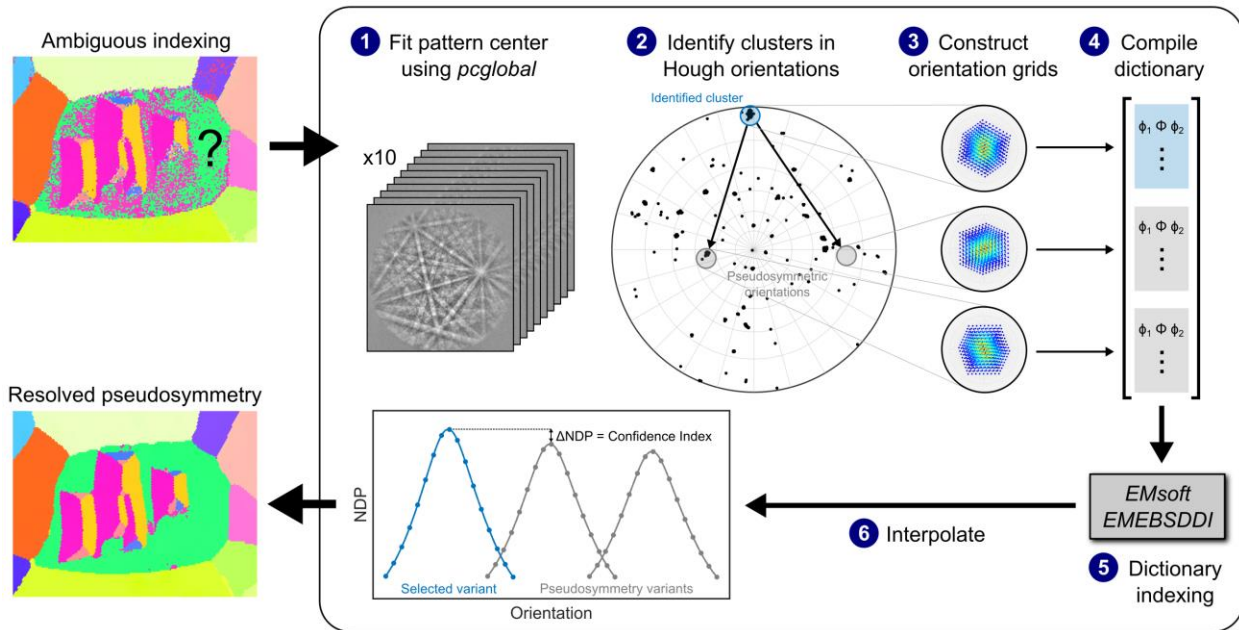 Ambiguous indexing
?
1 Fit pattern center
using pcglobal
x10
2 Identify clusters in
Hough orientations
Identified cluster
Pseudosymmetric
orientations
3 Construct
orientation grids
4 Compile
dictionary
ϕ₁ Φ ϕ₂
⋮
ϕ₁ Φ ϕ₂
⋮
ϕ₁ Φ ϕ₂
⋮
EMsoft
EMEBSDDI
5 Dictionary
indexing
6 Interpolate
ΔNDP = Confidence Index
NDP
Selected variant
Pseudosymmetry variants
Orientation
Resolved pseudosymmetry